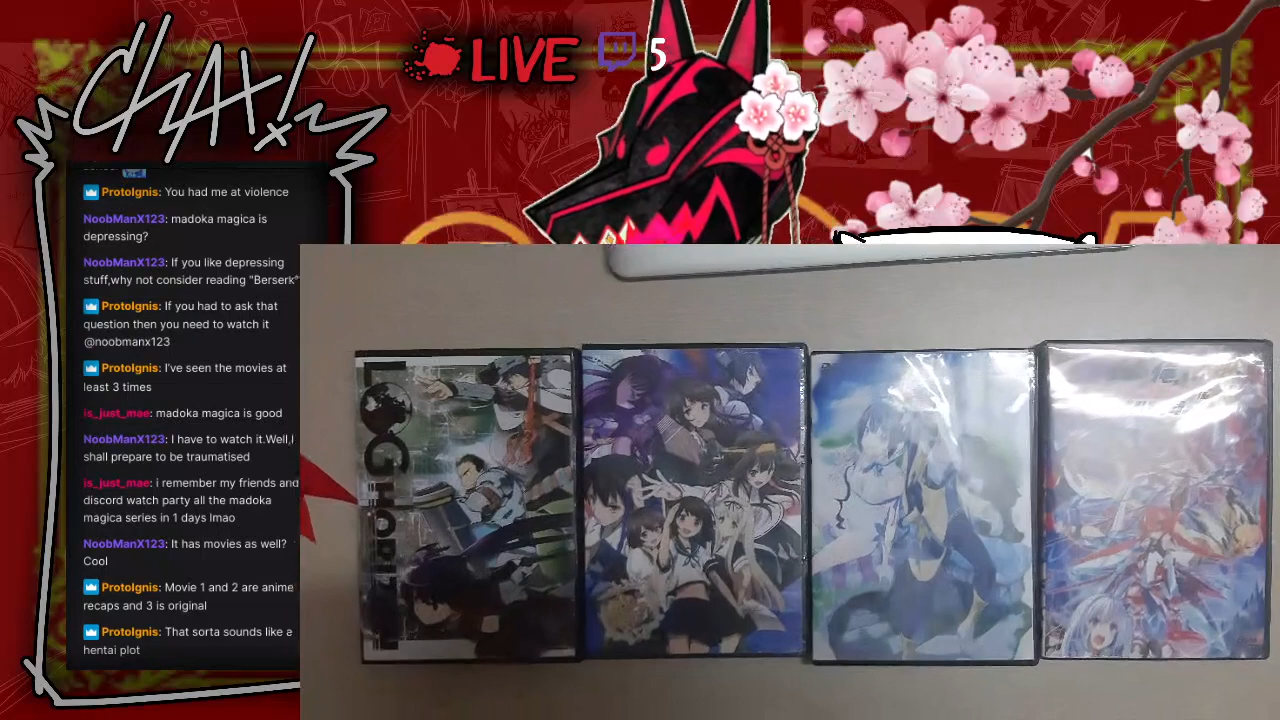 CHAT!
LIVE
5
ProtoIgnis: You had me at violence
NoobManX123: madoka magica is
depressing?
NoobManX123: If you like depressing
stuff,why not consider reading "Berserk"
ProtoIgnis: If you had to ask that
question then you need to watch it
@noobmanx123
ProtoIgnis: I've seen the movies at
least 3 times
is_just_mae: madoka magica is good
NoobManX123: I have to watch it.Well,I
shall prepare to be traumatised
is_just_mae: i remember my friends and
discord watch party all the madoka
magica series in 1 days lmao
NoobManX123: It has movies as well?
Cool
ProtoIgnis: Movie 1 and 2 are anime
recaps and 3 is original
ProtoIgnis: That sorta sounds like a
hentai plot
LOG HORIZON